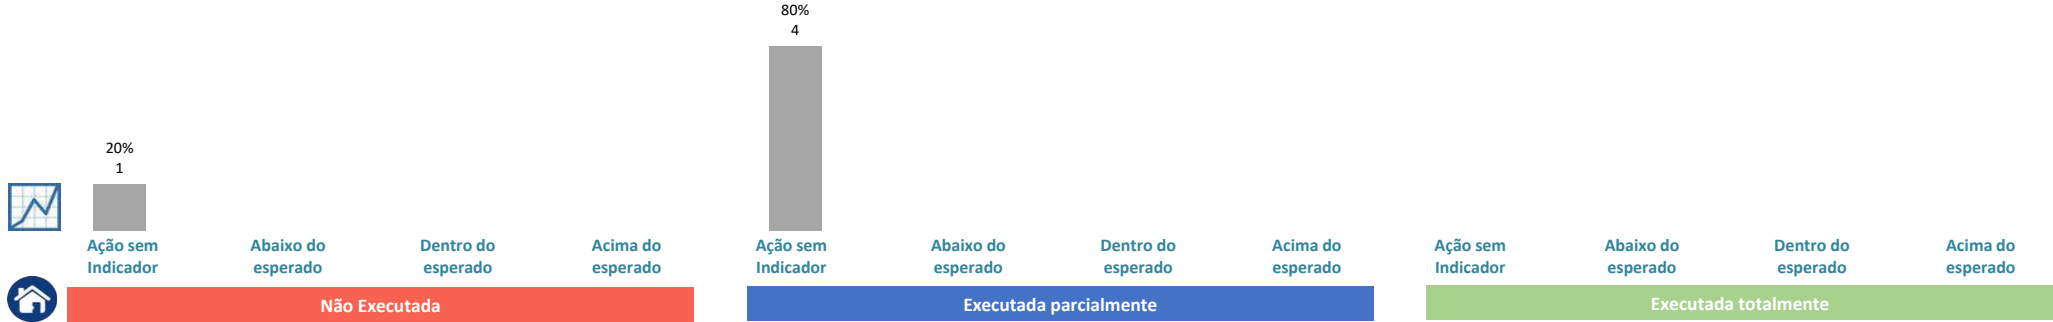 80%
4
20%
1
Ação sem Indicador
Abaixo do esperado
Dentro do esperado
Acima do esperado
Ação sem Indicador
Abaixo do esperado
Dentro do esperado
Acima do esperado
Ação sem Indicador
Abaixo do esperado
Dentro do esperado
Acima do esperado
Não Executada
Executada parcialmente
Executada totalmente